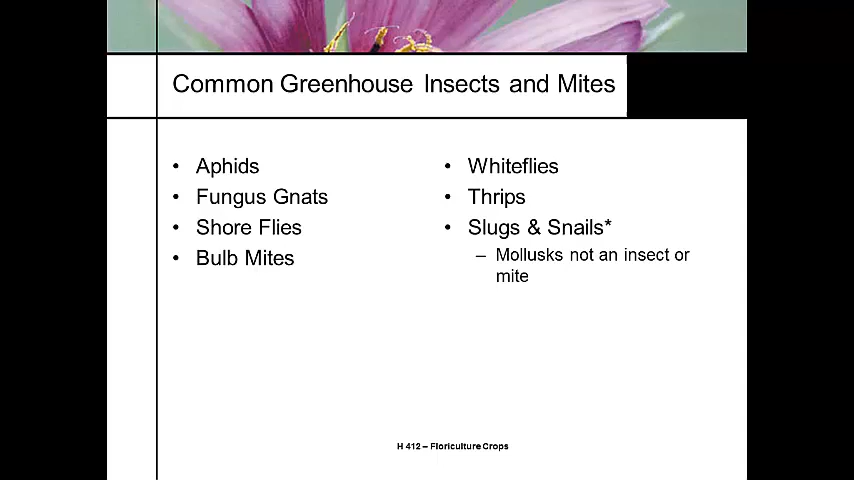 Common Greenhouse Insects and Mites
• Aphids
• Fungus Gnats
• Shore Flies
• Bulb Mites
• Whiteflies
• Thrips
• Slugs & Snails*
– Mollusks not an insect or
mite
H 412 – Floriculture Crops